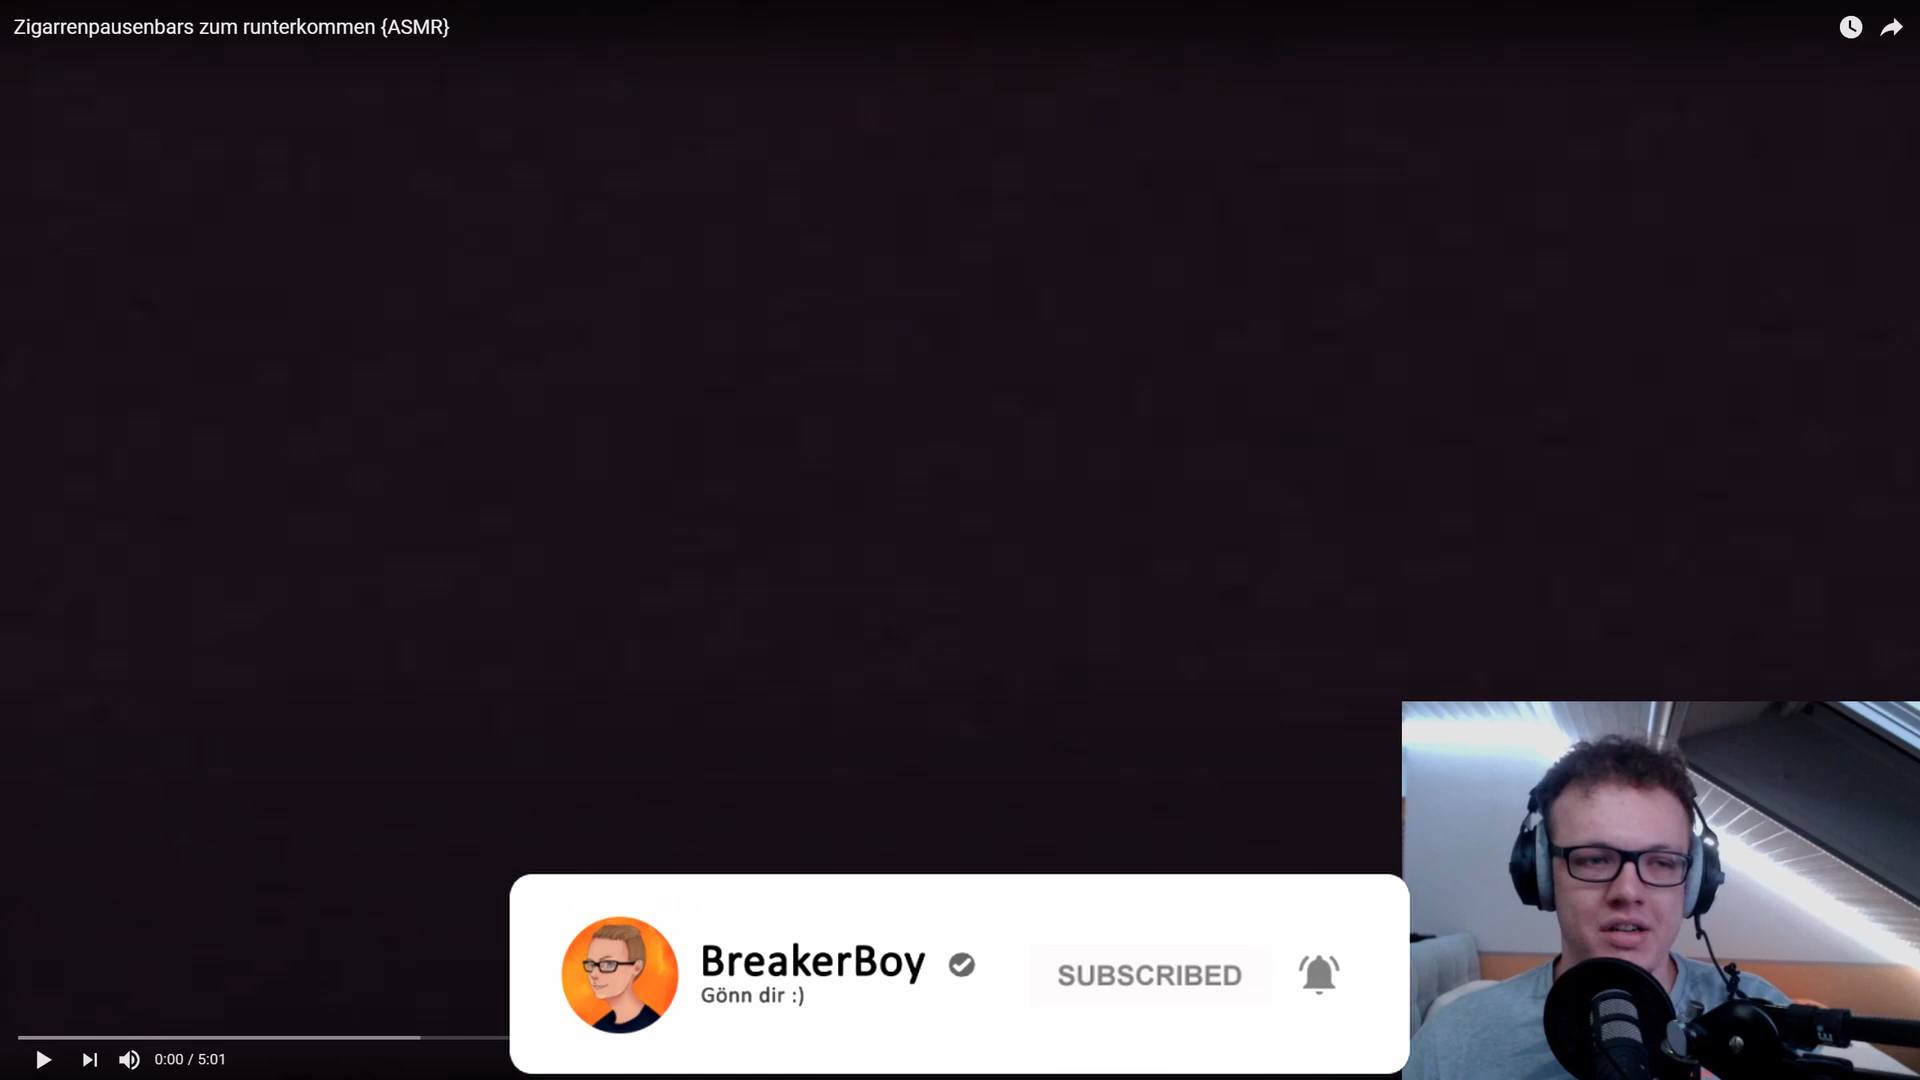 Zigarrenpausenbars zum runterkommen {ASMR}
BreakerBoy
Gönn dir :)
SUBSCRIBED
0:00 / 5:01